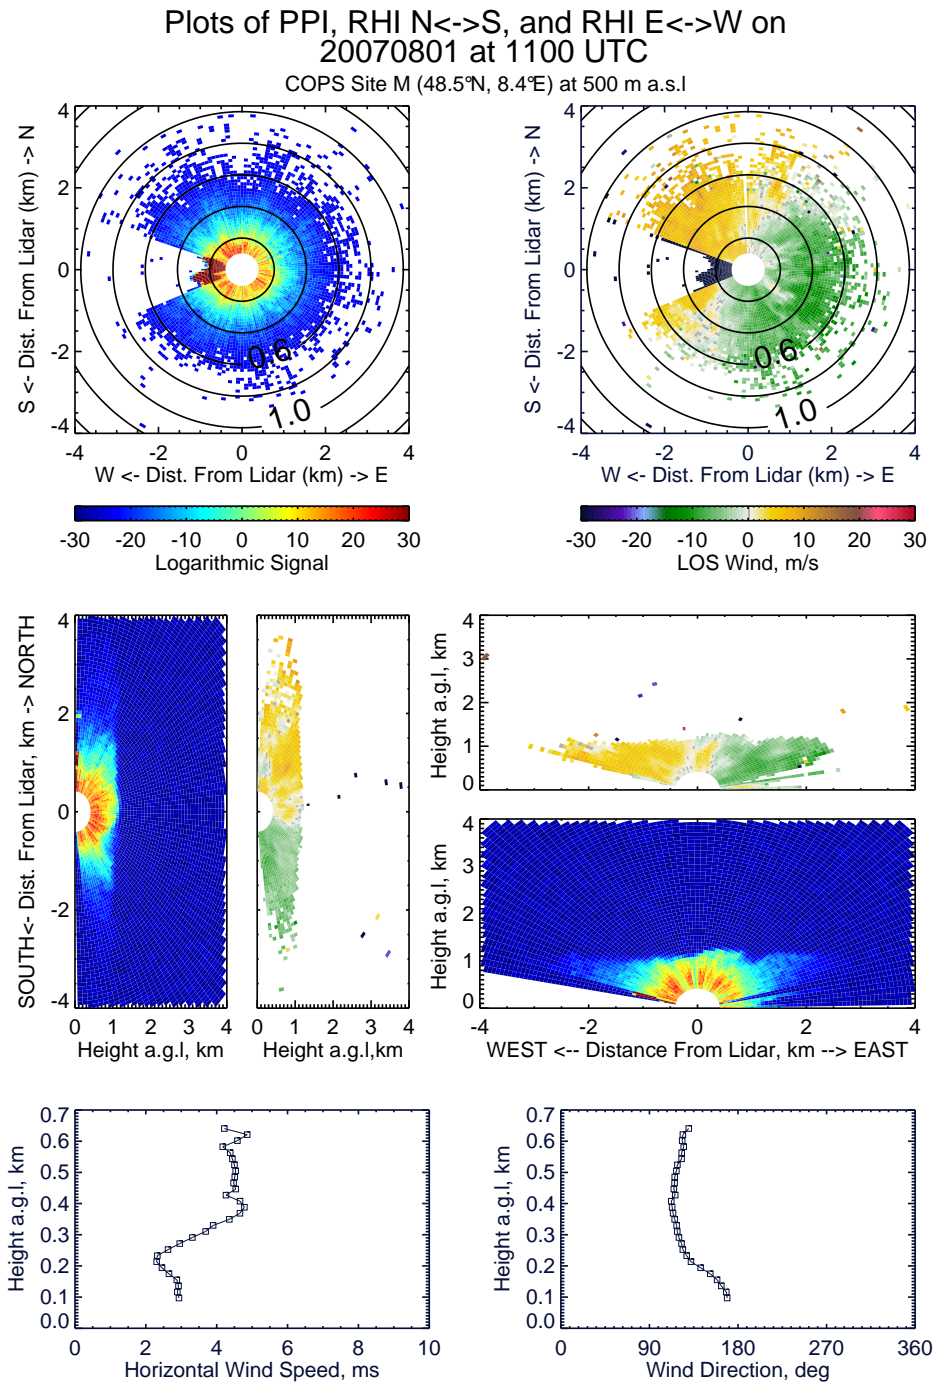 Plots of PPI, RHI N<->S, and RHI E<->W on
20070801 at 1100 UTC
COPS Site M (48.5°N, 8.4°E) at 500 m a.s.l
S <- Dist. From Lidar (km) -> N
4
2
0
-2
-4
0.6
1.0
-4 -2 0 2 4
W <- Dist. From Lidar (km) -> E
S <- Dist. From Lidar (km) -> N
4
2
0
-2
-4
0.6
1.0
-4 -2 0 2 4
W <- Dist. From Lidar (km) -> E
-30 -20 -10 0 10 20 30
Logarithmic Signal
-30 -20 -10 0 10 20 30
LOS Wind, m/s
SOUTH<- Dist. From Lidar, km -> NORTH
4
2
0
-2
-4
0 1 2 3 4
Height a.g.l, km
0 1 2 3 4
Height a.g.l,km
Height a.g.l, km
4
3
2
1
0
Height a.g.l, km
4
3
2
1
0
-4 -2 0 2 4
WEST <-- Distance From Lidar, km --> EAST
Height a.g.l, km
0.7
0.6
0.5
0.4
0.3
0.2
0.1
0.0
0 2 4 6 8 10
Horizontal Wind Speed, ms
Height a.g.l, km
0.7
0.6
0.5
0.4
0.3
0.2
0.1
0.0
0 90 180 270 360
Wind Direction, deg